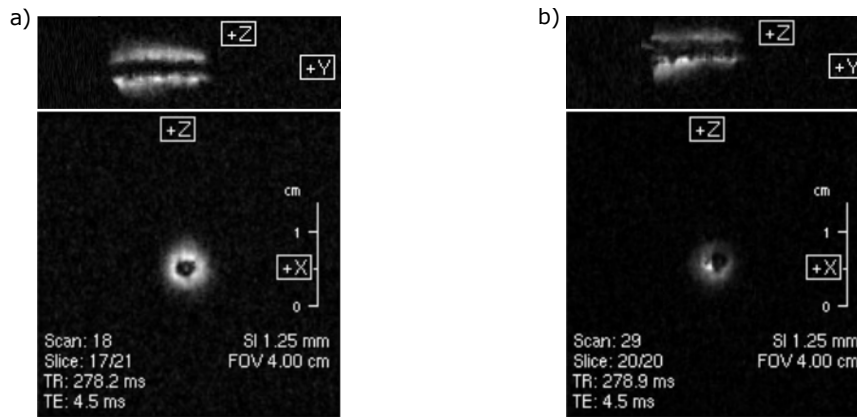 a)
+Z
+Y
+Z
cm
1
+X
0
Scan: 18
SI 1.25 mm
Slice: 17/21
FOV 4.00 cm
TR: 278.2 ms
TE: 4.5 ms
b)
+Z
+Y
+Z
cm
1
+X
0
Scan: 29
SI 1.25 mm
Slice: 20/20
FOV 4.00 cm
TR: 278.9 ms
TE: 4.5 ms